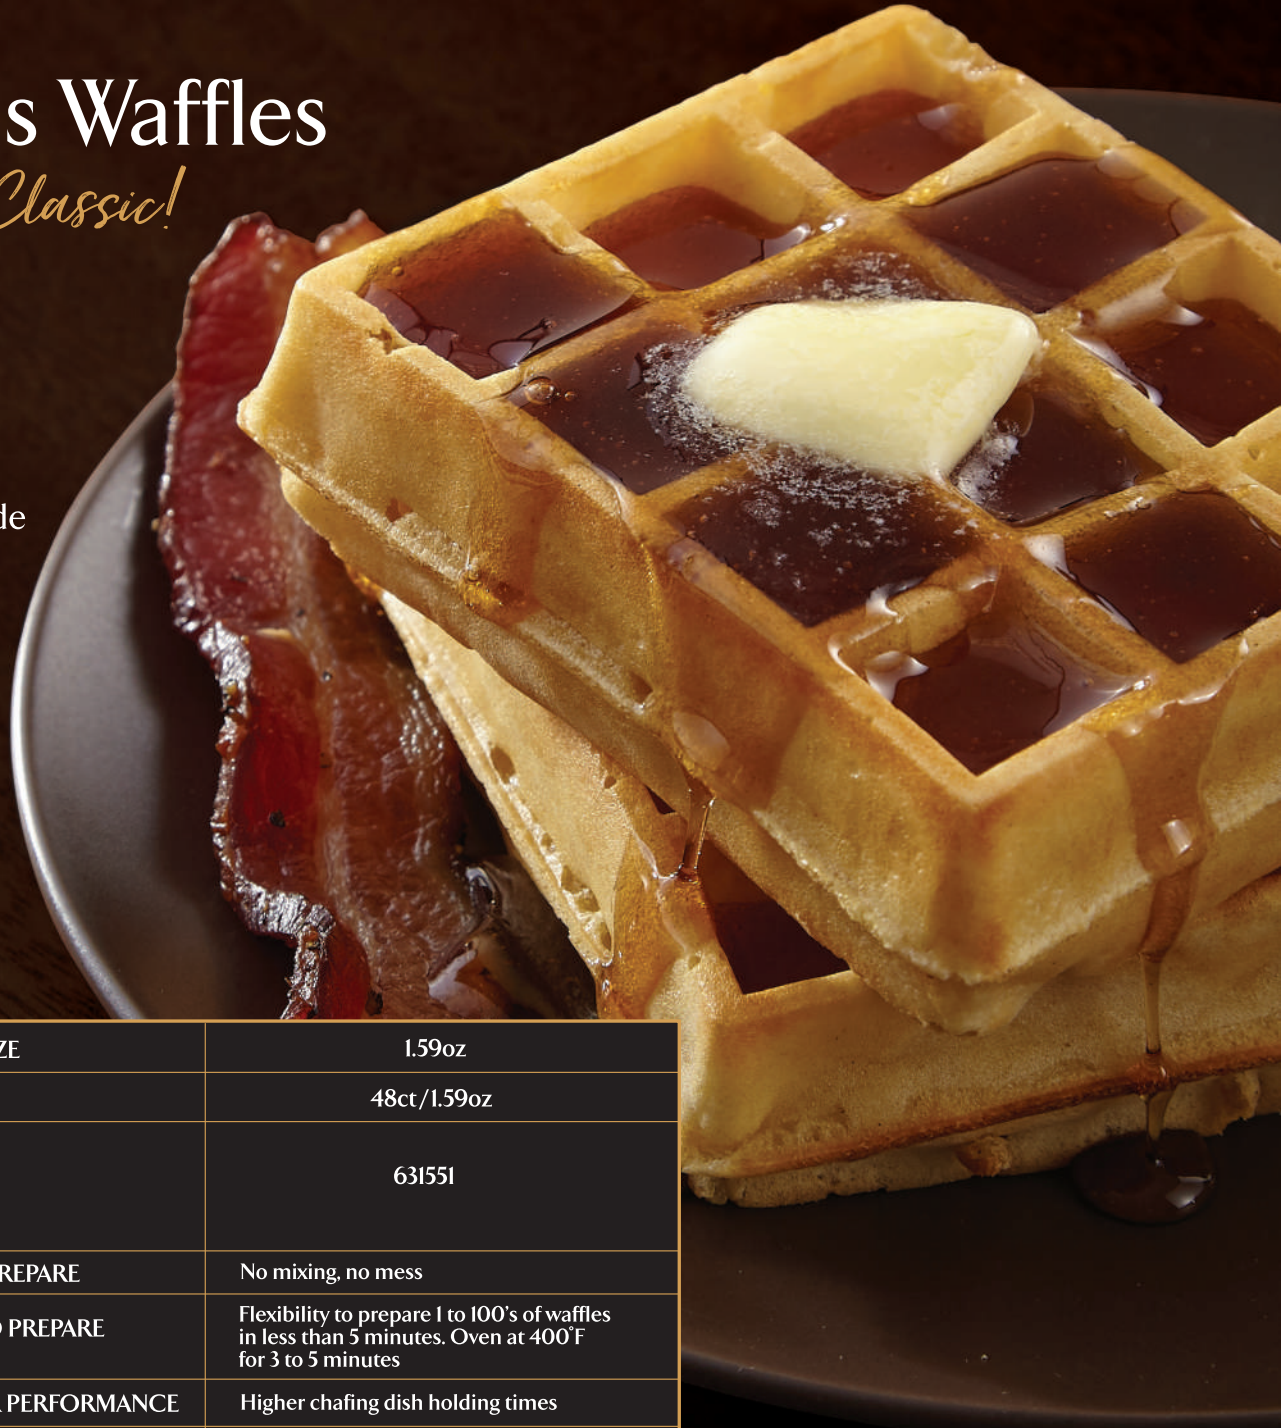 s Waffles
Classic!
de
ZE 1.59oz
48ct/1.59oz
631551
REPARE No mixing, no mess
O PREPARE Flexibility to prepare 1 to 100's of waffles
in less than 5 minutes. Oven at 400°F
for 3 to 5 minutes
& PERFORMANCE Higher chafing dish holding times